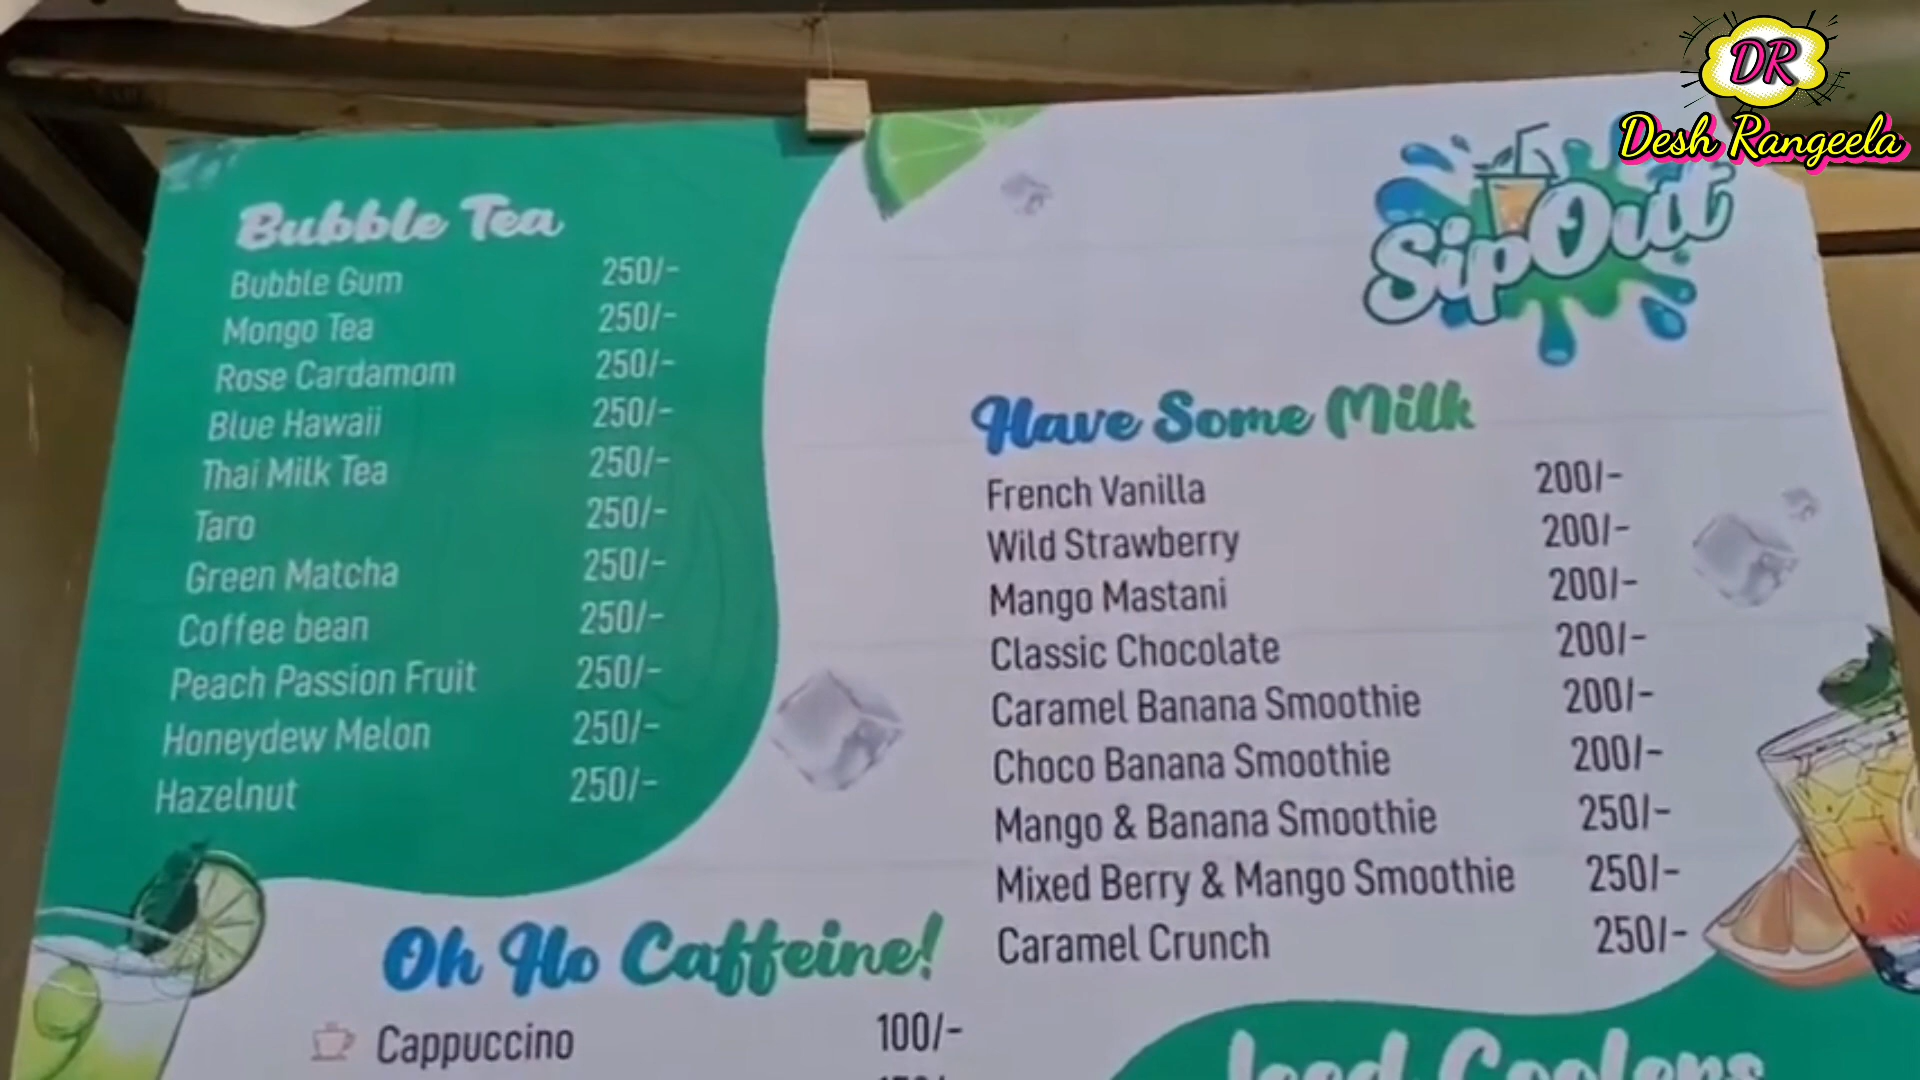 DR
Desh Rangeela
SipOut
Bubble Tea
Bubble Gum 250/-
Mongo Tea 250/-
Rose Cardamom 250/-
Blue Hawaii 250/-
Thai Milk Tea 250/-
Taro 250/-
Green Matcha 250/-
Coffee bean 250/-
Peach Passion Fruit 250/-
Honeydew Melon 250/-
Hazelnut 250/-
Have Some Milk
French Vanilla 200/-
Wild Strawberry 200/-
Mango Mastani 200/-
Classic Chocolate 200/-
Caramel Banana Smoothie 200/-
Choco Banana Smoothie 200/-
Mango & Banana Smoothie 250/-
Mixed Berry & Mango Smoothie 250/-
Caramel Crunch 250/-
Oh Ho Caffeine!
Cappuccino 100/-
Iced Coolers